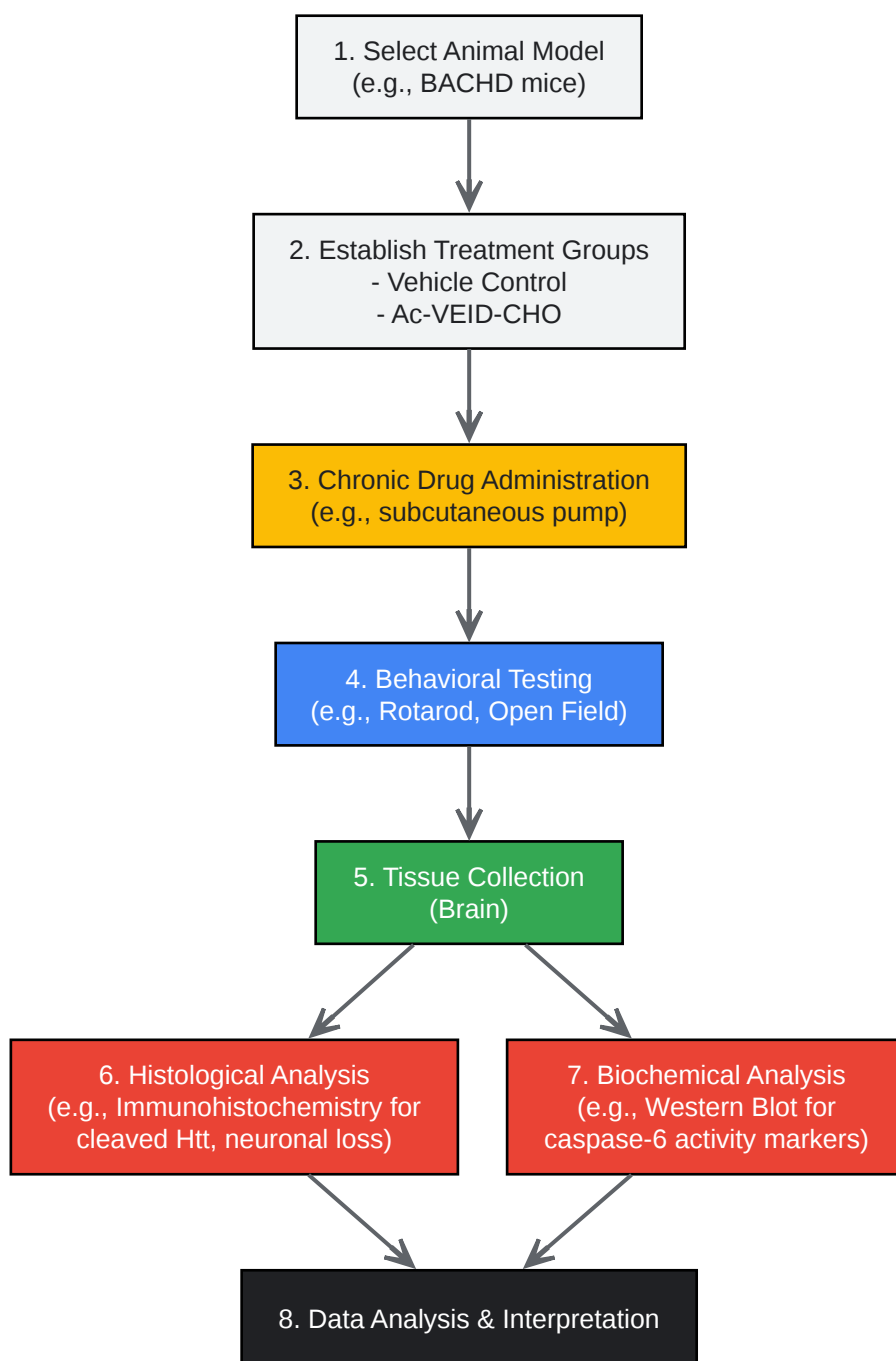 1. Select Animal Model
(e.g., BACHD mice)
2. Establish Treatment Groups
- Vehicle Control
- Ac-VEID-CHO
3. Chronic Drug Administration
(e.g., subcutaneous pump)
4. Behavioral Testing
(e.g., Rotarod, Open Field)
5. Tissue Collection
(Brain)
6. Histological Analysis
(e.g., Immunohistochemistry for
cleaved Htt, neuronal loss)
7. Biochemical Analysis
(e.g., Western Blot for
caspase-6 activity markers)
8. Data Analysis & Interpretation